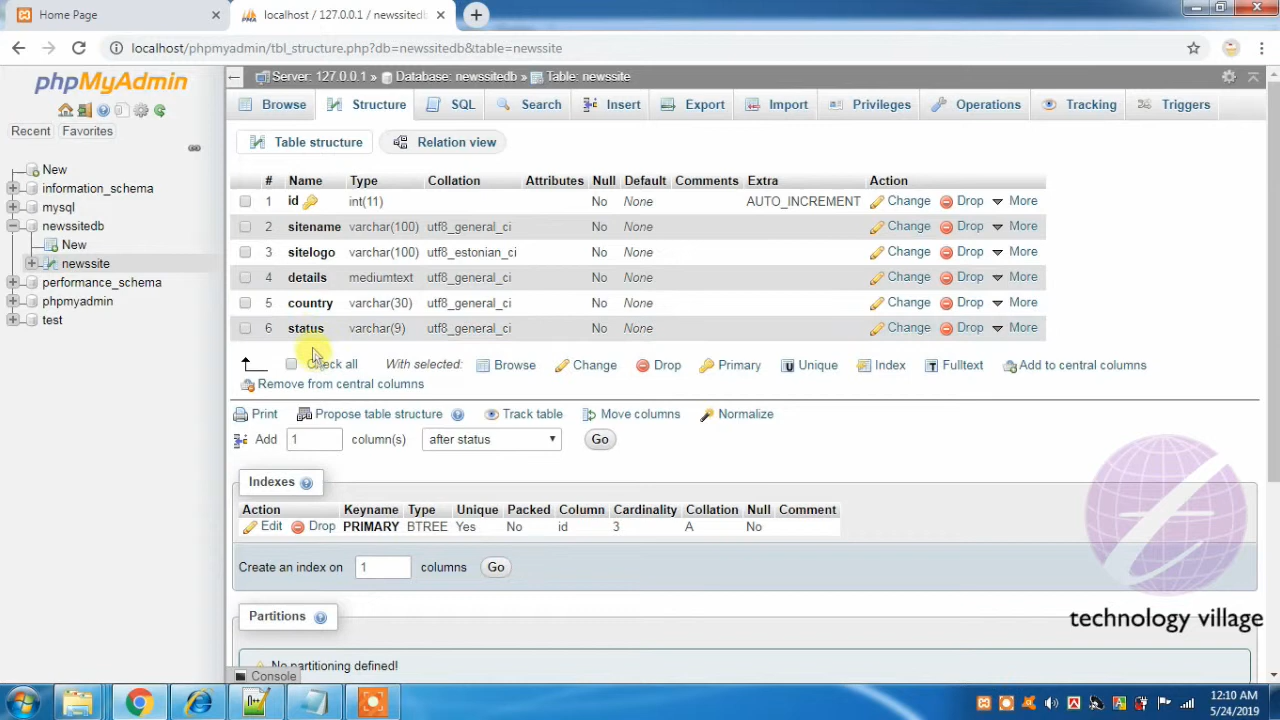 Home Page
localhost / 127.0.0.1 / newssitedb
localhost/phpmyadmin/tbl_structure.php?db=newssitedb&table=newssite
phpMyAdmin
Recent Favorites
New
information_schema
mysql
newssitedb
New
newssite
performance_schema
phpmyadmin
test
Server: 127.0.0.1 » Database: newssitedb » Table: newssite
Browse Structure SQL Search Insert Export Import Privileges Operations Tracking Triggers
Table structure Relation view
# Name Type Collation Attributes Null Default Comments Extra Action
1 id int(11) No None AUTO_INCREMENT Change Drop More
2 sitename varchar(100) utf8_general_ci No None Change Drop More
3 sitelogo varchar(100) utf8_estonian_ci No None Change Drop More
4 details mediumtext utf8_general_ci No None Change Drop More
5 country varchar(30) utf8_general_ci No None Change Drop More
6 status varchar(9) utf8_general_ci No None Change Drop More
Check all With selected: Browse Change Drop Primary Unique Index Fulltext Add to central columns
Remove from central columns
Print Propose table structure Track table Move columns Normalize
Add 1 column(s) after status Go
Indexes
Action Keyname Type Unique Packed Column Cardinality Collation Null Comment
Edit Drop PRIMARY BTREE Yes No id 3 A No
Create an index on 1 columns Go
Partitions
No partitioning defined!
Console
technology village
12:10 AM
5/24/2019